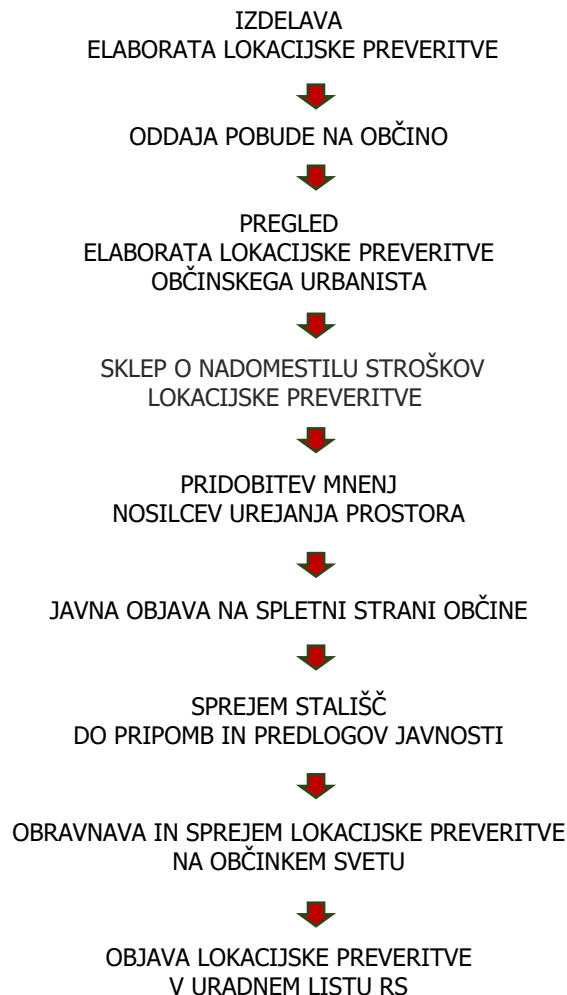 IZDELAVA
ELABORATA LOKACIJSKE PREVERITVE
ODDAJA POBUDE NA OBČINO
PREGLED
ELABORATA LOKACIJSKE PREVERITVE
OBČINSKEGA URBANISTA
SKLEP O NADOMESTILU STROŠKOV
LOKACIJSKE PREVERITVE
PRIDOBITEV MNENJ
NOSILCEV UREJANJA PROSTORA
JAVNA OBJAVA NA SPLETNI STRANI OBČINE
SPREJEM STALIŠČ
DO PRIPOMB IN PREDLOGOV JAVNOSTI
OBRAVNAVA IN SPREJEM LOKACIJSKE PREVERITVE
NA OBČINKEM SVETU
OBJAVA LOKACIJSKE PREVERITVE
V URADNEM LISTU RS